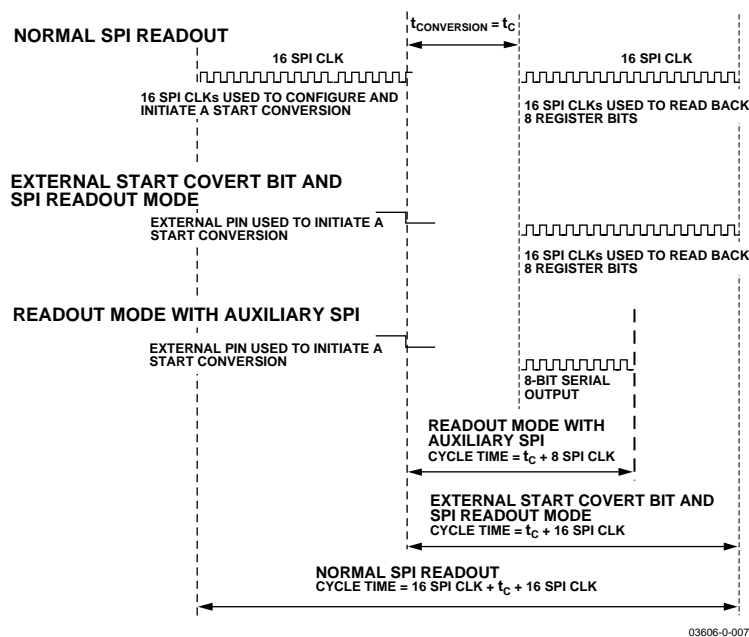 tCONVERSION = tC
NORMAL SPI READOUT
16 SPI CLK
16 SPI CLK
16 SPI CLKs USED TO CONFIGURE AND
INITIATE A START CONVERSION
16 SPI CLKs USED TO READ BACK
8 REGISTER BITS
EXTERNAL START COVERT BIT AND
SPI READOUT MODE
EXTERNAL PIN USED TO INITIATE A
START CONVERSION
16 SPI CLKs USED TO READ BACK
8 REGISTER BITS
READOUT MODE WITH AUXILIARY SPI
EXTERNAL PIN USED TO INITIATE A
START CONVERSION
8-BIT SERIAL
OUTPUT
READOUT MODE WITH
AUXILIARY SPI
CYCLE TIME = tC + 8 SPI CLK
EXTERNAL START COVERT BIT AND
SPI READOUT MODE
CYCLE TIME = tC + 16 SPI CLK
NORMAL SPI READOUT
CYCLE TIME = 16 SPI CLK + tC + 16 SPI CLK
03606-0-007